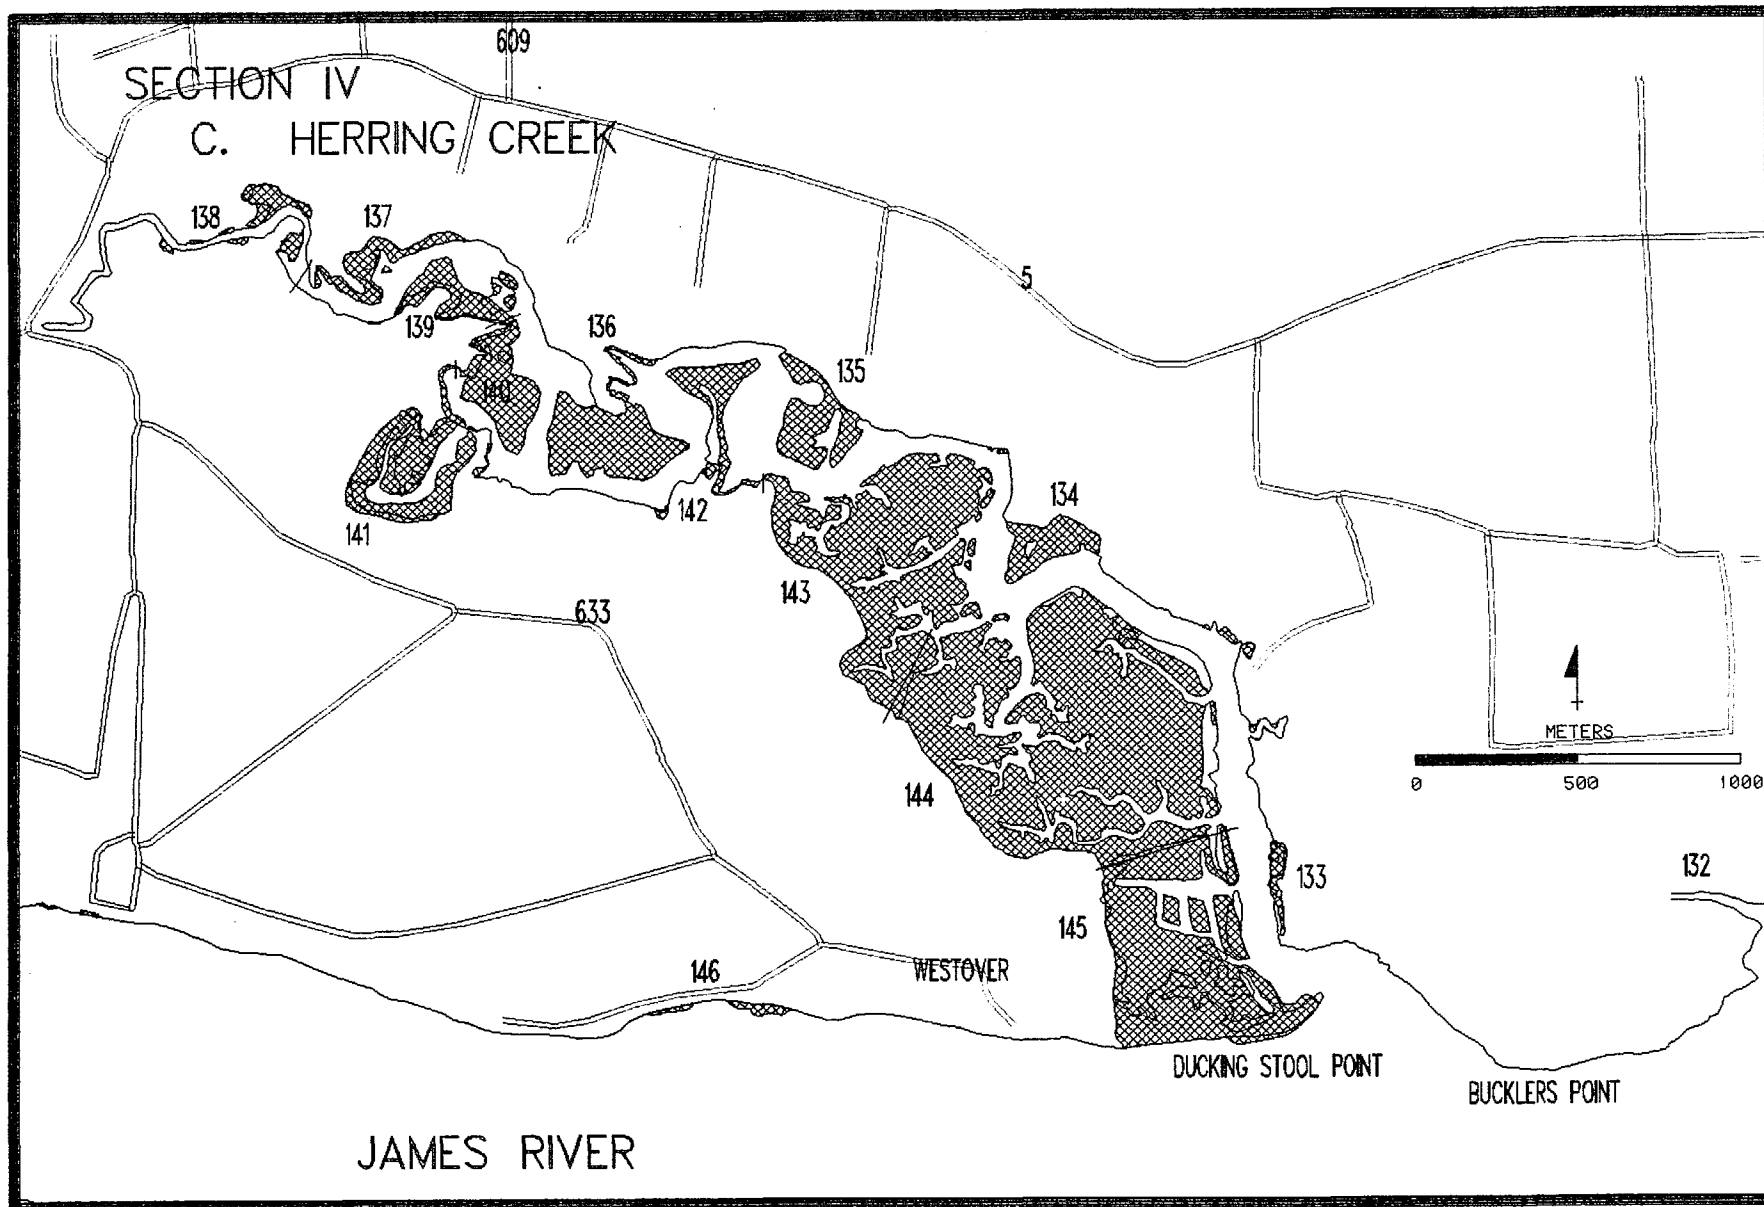 609
SECTION IV
C. HERRING CREEK
138
137
5
139
136
135
140
141
142
134
143
633
METERS
0 500 1000
144
132
133
145
146
WESTOVER
DUCKING STOOL POINT
BUCKLERS POINT
JAMES RIVER